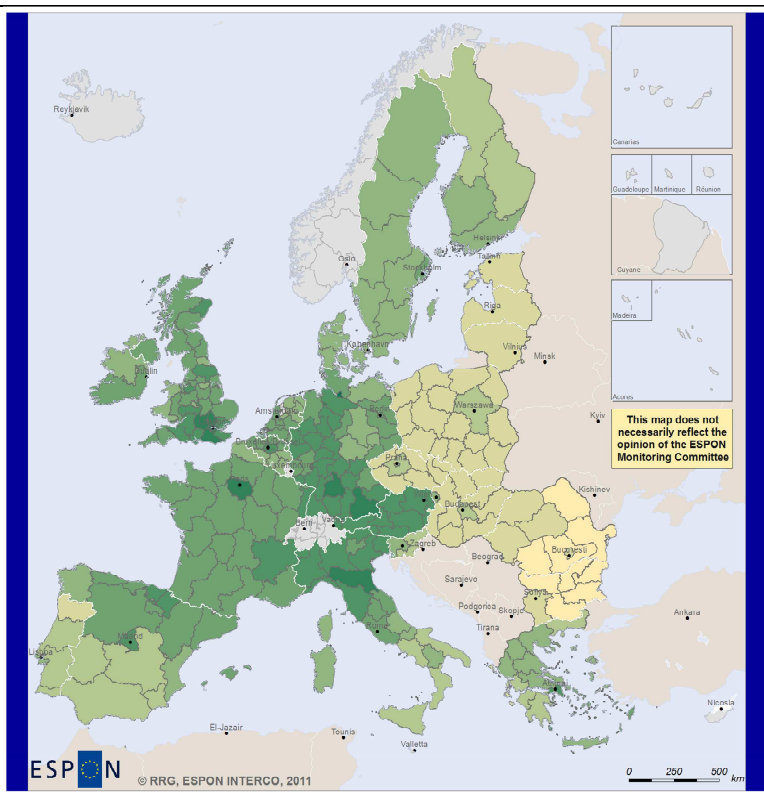 Reykjavik
Canarias
Guadeloupe Martinique Réunion
Guyane
Madeira
Açores
This map does not
necessarily reflect the
opinion of the ESPON
Monitoring Committee
Oslo
Helsinki
Tallinn
Stockholm
Riga
København
Vilnius
Minsk
Dublin
Warszawa
Kyiv
Praha
Kishinev
Budapest
Bern
Zagreb
Beograd
Bucuresti
Sarajevo
Sofiya
Podgorica
Skopje
Ankara
Tirana
Madrid
Roma
Lisboa
Nicosia
El-Jazair
Tounis
Valletta
ESPON
© RRG, ESPON INTERCO, 2011
0 250 500
km